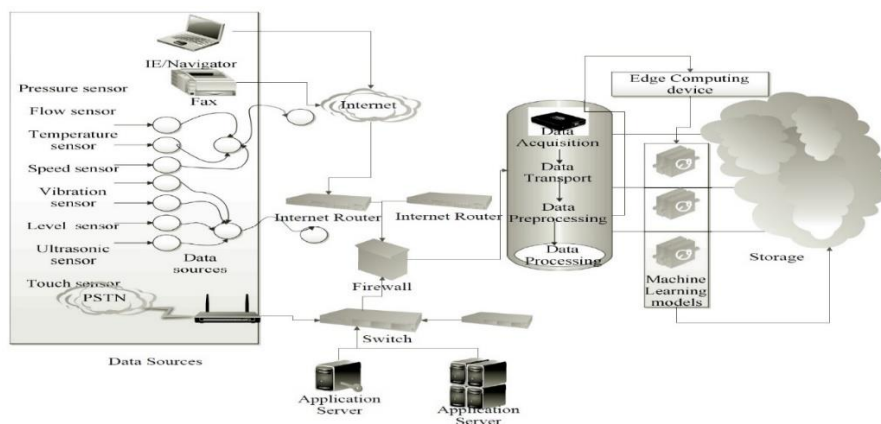 IE/Navigator
Fax
Pressure sensor
Flow sensor
Temperature
sensor
Speed sensor
Vibration
sensor
Level sensor
Ultrasonic
sensor
Touch sensor
PSTN
Data
sources
Data Sources
Internet
Internet Router
Internet Router
Firewall
Switch
Application
Server
Application
Server
Data
Acquisition
Data
Transport
Data
Preprocessing
Data
Processing
Edge Computing
device
Machine
Learning
models
Storage